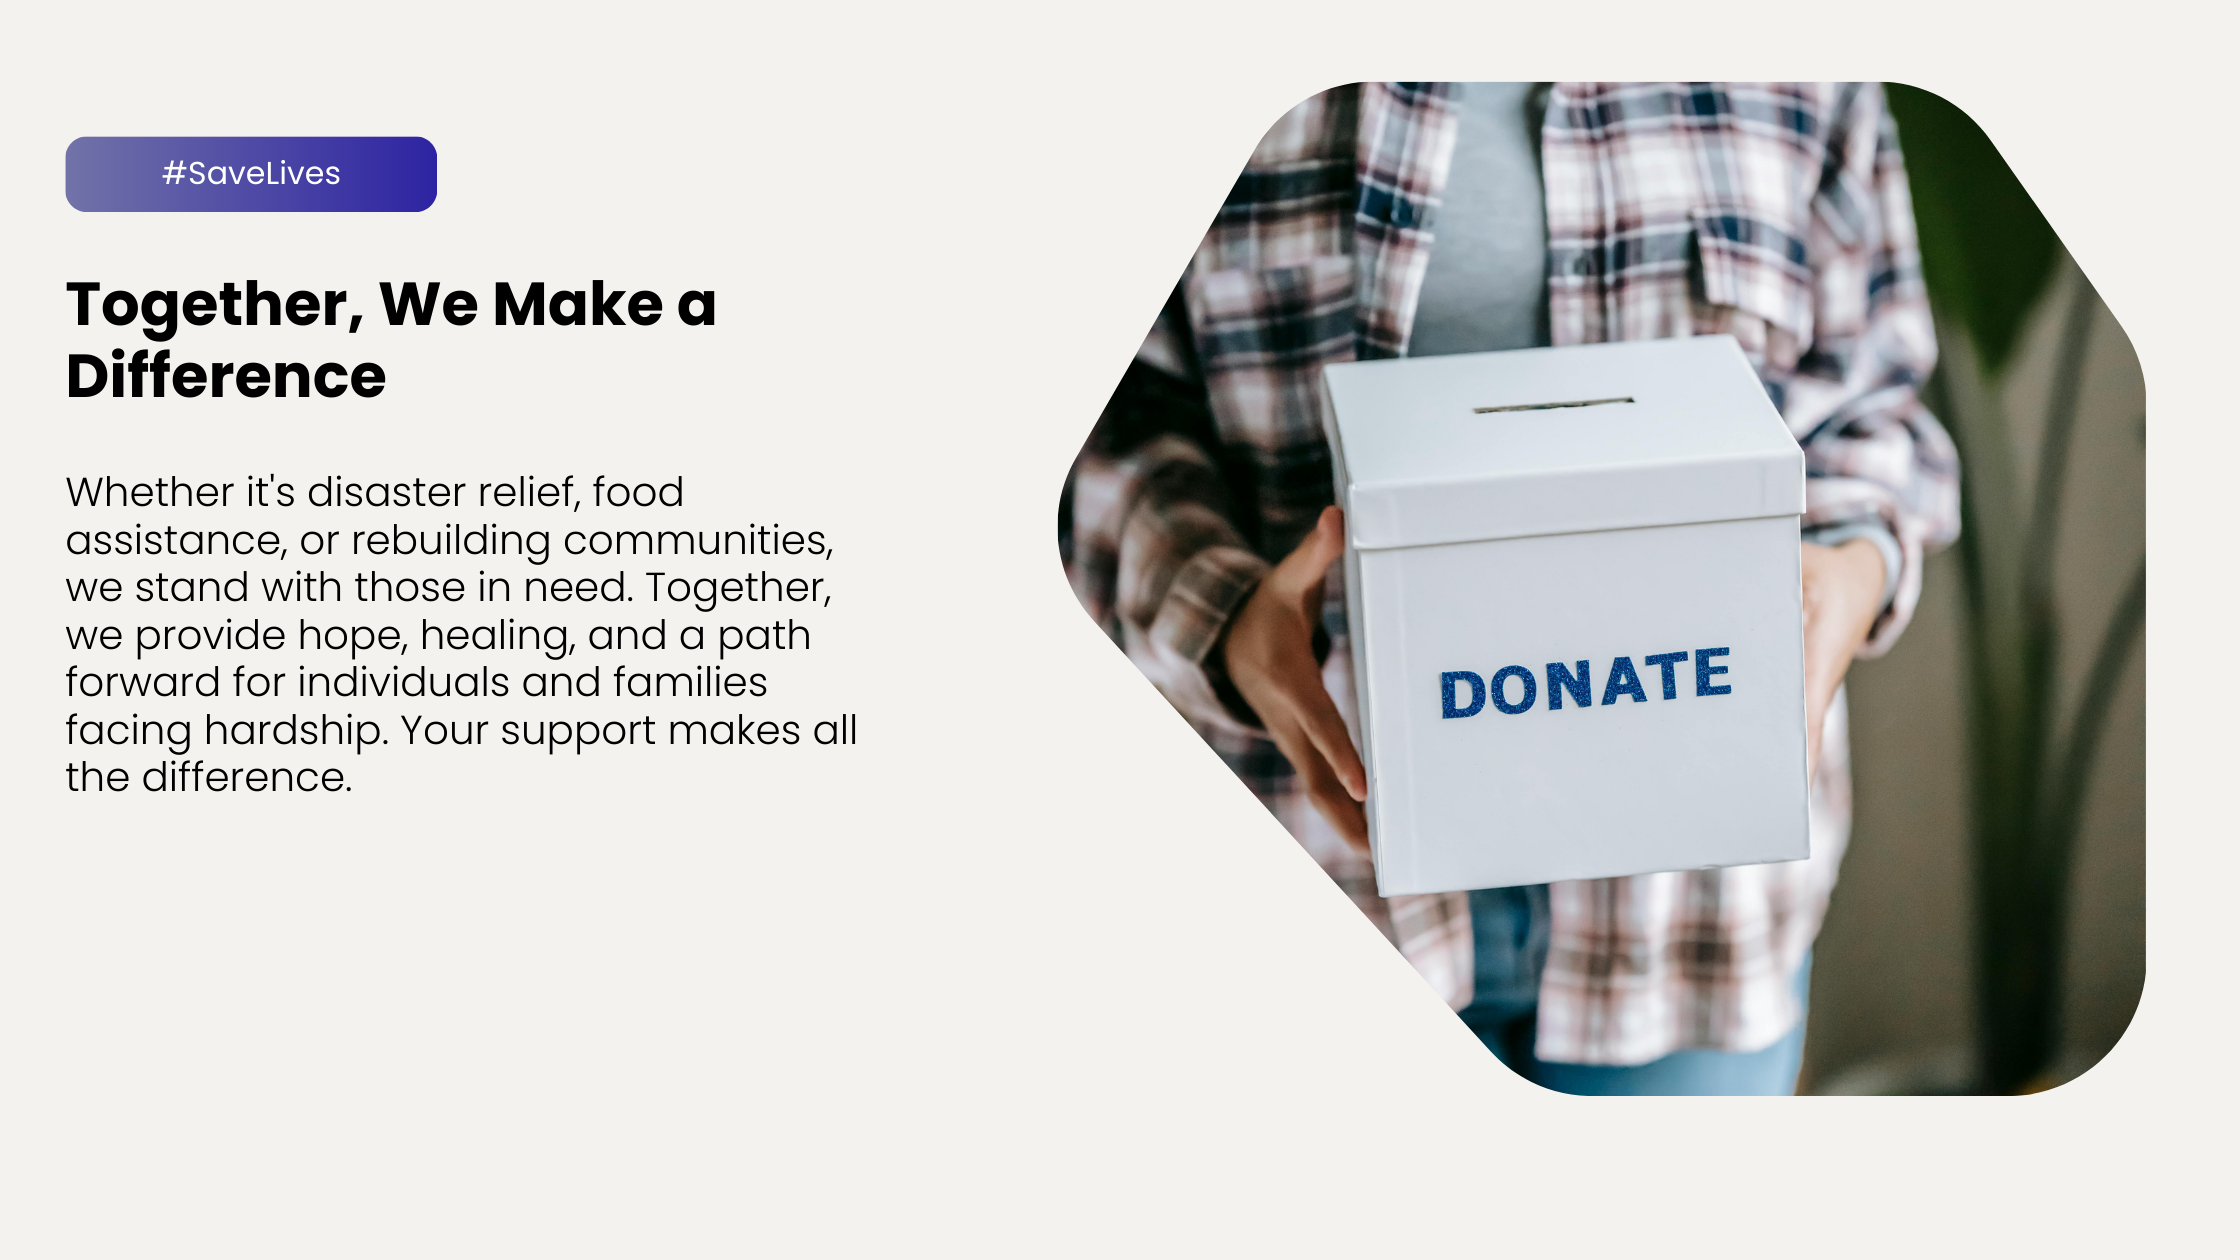 #SaveLives
Together, We Make a
Difference
Whether it's disaster relief, food
assistance, or rebuilding communities,
we stand with those in need. Together,
we provide hope, healing, and a path
forward for individuals and families
facing hardship. Your support makes all
the difference.
DONATE